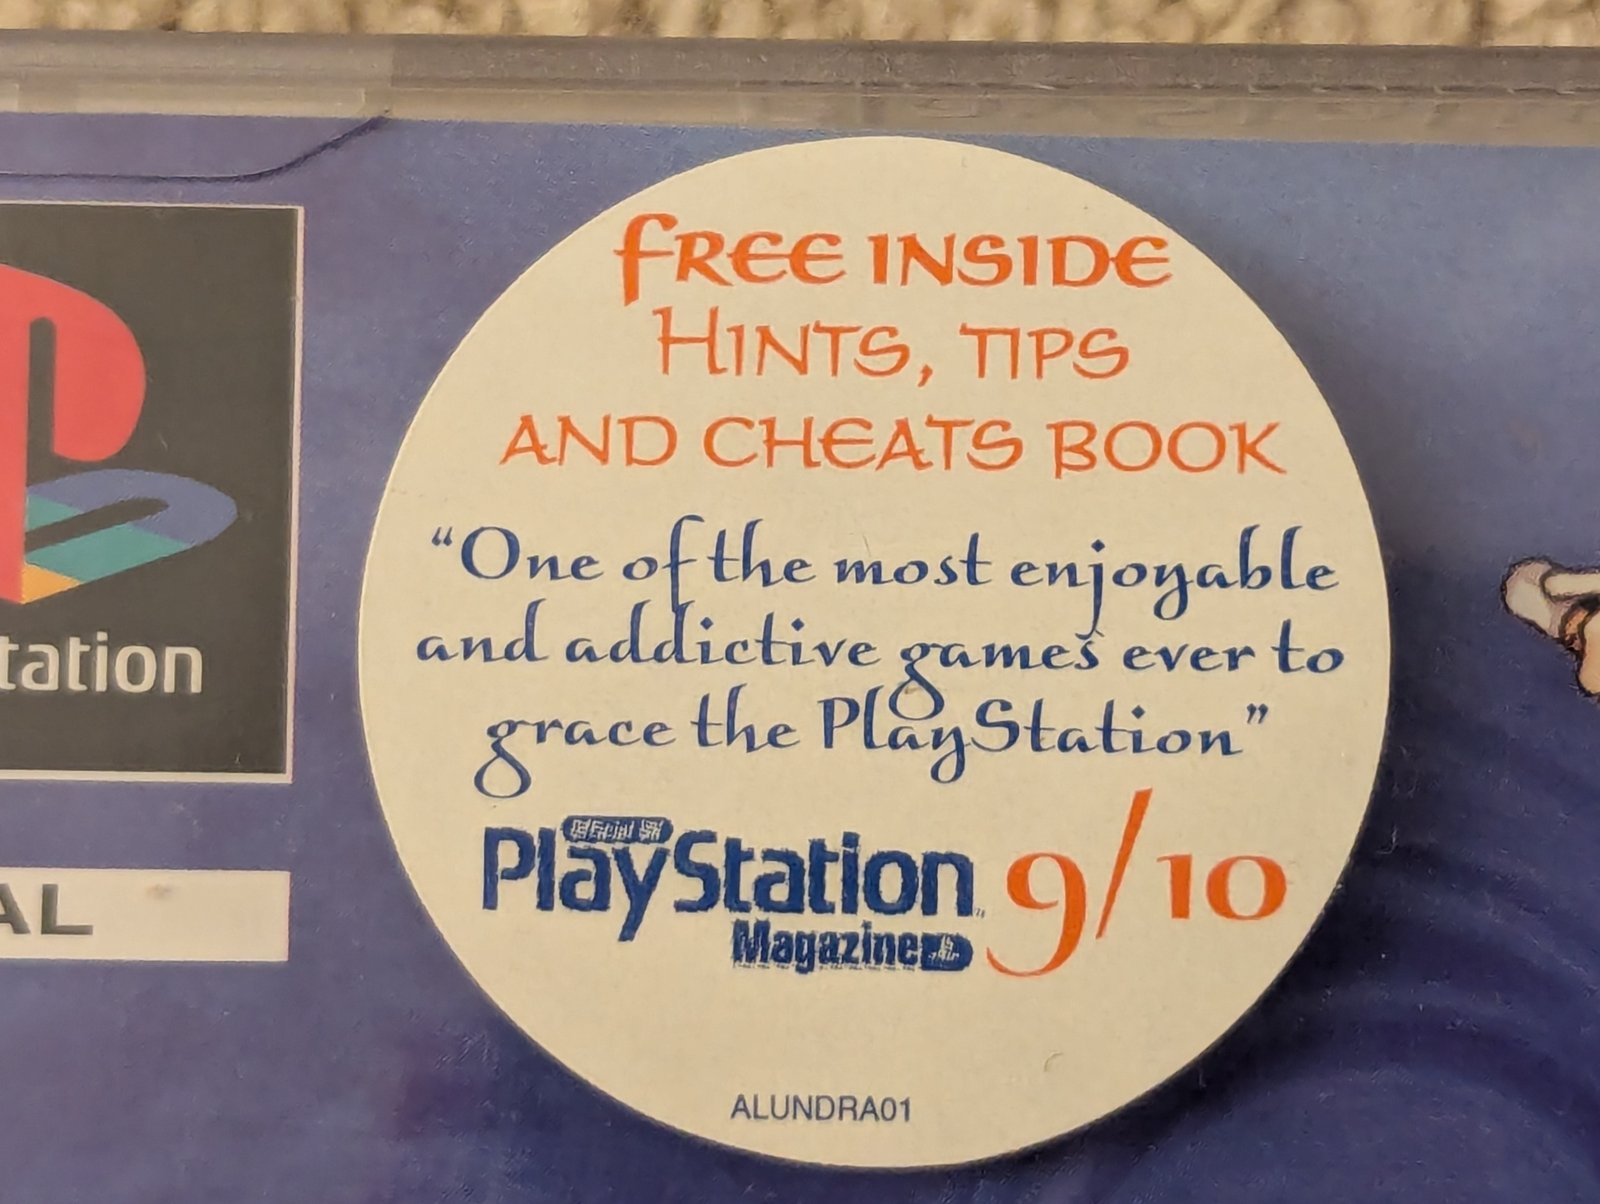 FREE INSIDE
HINTS, TIPS
AND CHEATS BOOK
“One of the most enjoyable
and addictive games ever to
grace the PlayStation”
PlayStation 9/10
Magazine
ALUNDRA01
tation
AL